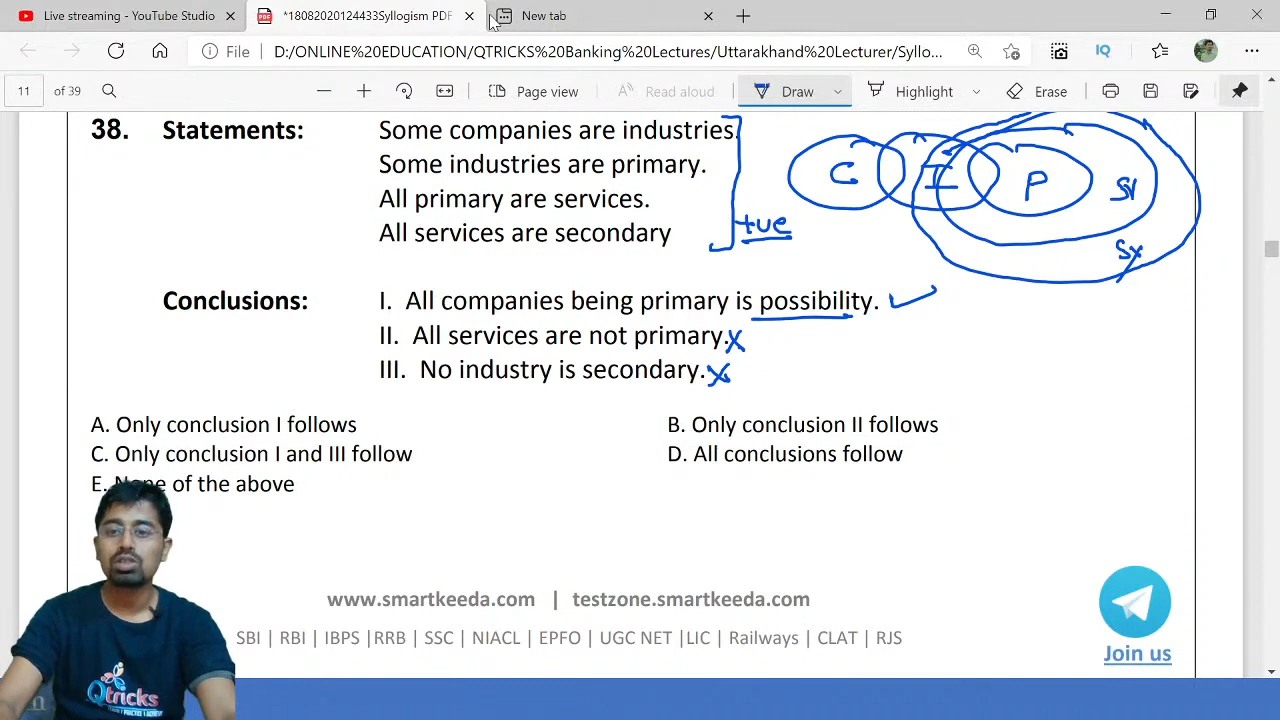 Live streaming - YouTube Studio
*18082020124433Syllogism PDF
New tab
File
D:/ONLINE%20EDUCATION/QTRICKS%20Banking%20Lectures/Uttarakhand%20Lecturer/Syllo...
IQ
11 of 39
Page view
Read aloud
Draw
Highlight
Erase
38. Statements: Some companies are industries.
Some industries are primary.
All primary are services.
All services are secondary
+ve
C I P SV
Sx
Conclusions: I. All companies being primary is possibility.
II. All services are not primary.
III. No industry is secondary.
A. Only conclusion I follows B. Only conclusion II follows
C. Only conclusion I and III follow D. All conclusions follow
E. None of the above
www.smartkeeda.com | testzone.smartkeeda.com
SBI | RBI | IBPS |RRB | SSC | NIACL | EPFO | UGC NET |LIC | Railways | CLAT | RJS
Join us
Qtricks